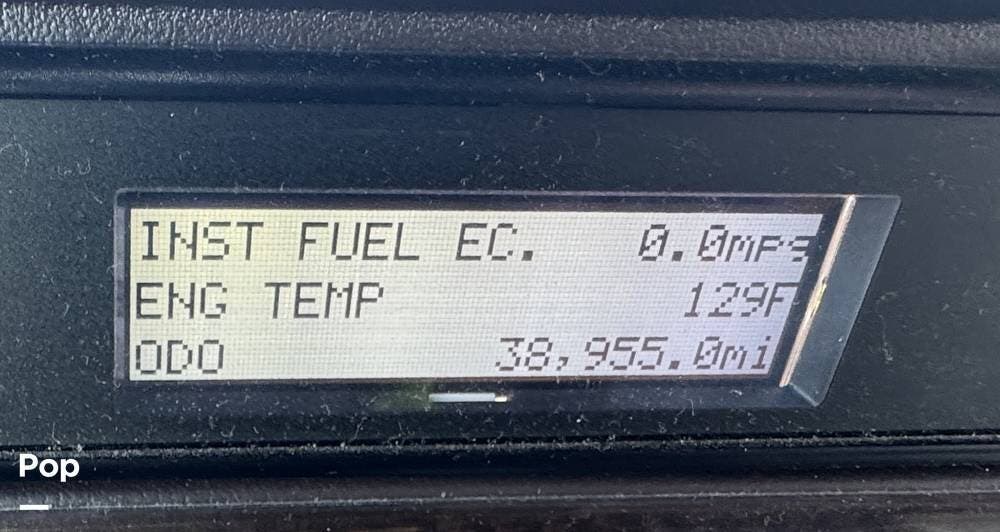 INST FUEL EC. 0.0mpg
ENG TEMP 129F
ODO 38,955.0mi
Pop